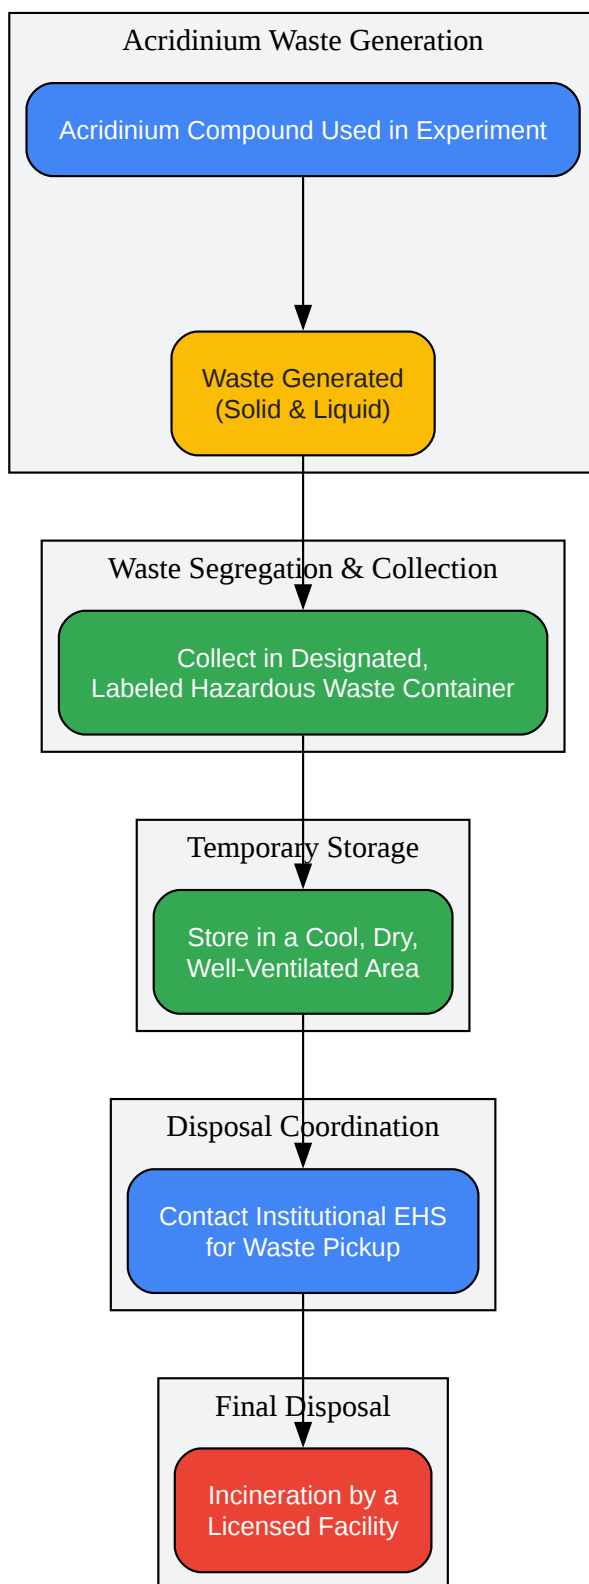 Acridinium Waste Generation
Acridinium Compound Used in Experiment
Waste Generated
(Solid & Liquid)
Waste Segregation & Collection
Collect in Designated,
Labeled Hazardous Waste Container
Temporary Storage
Store in a Cool, Dry,
Well-Ventilated Area
Disposal Coordination
Contact Institutional EHS
for Waste Pickup
Final Disposal
Incineration by a
Licensed Facility